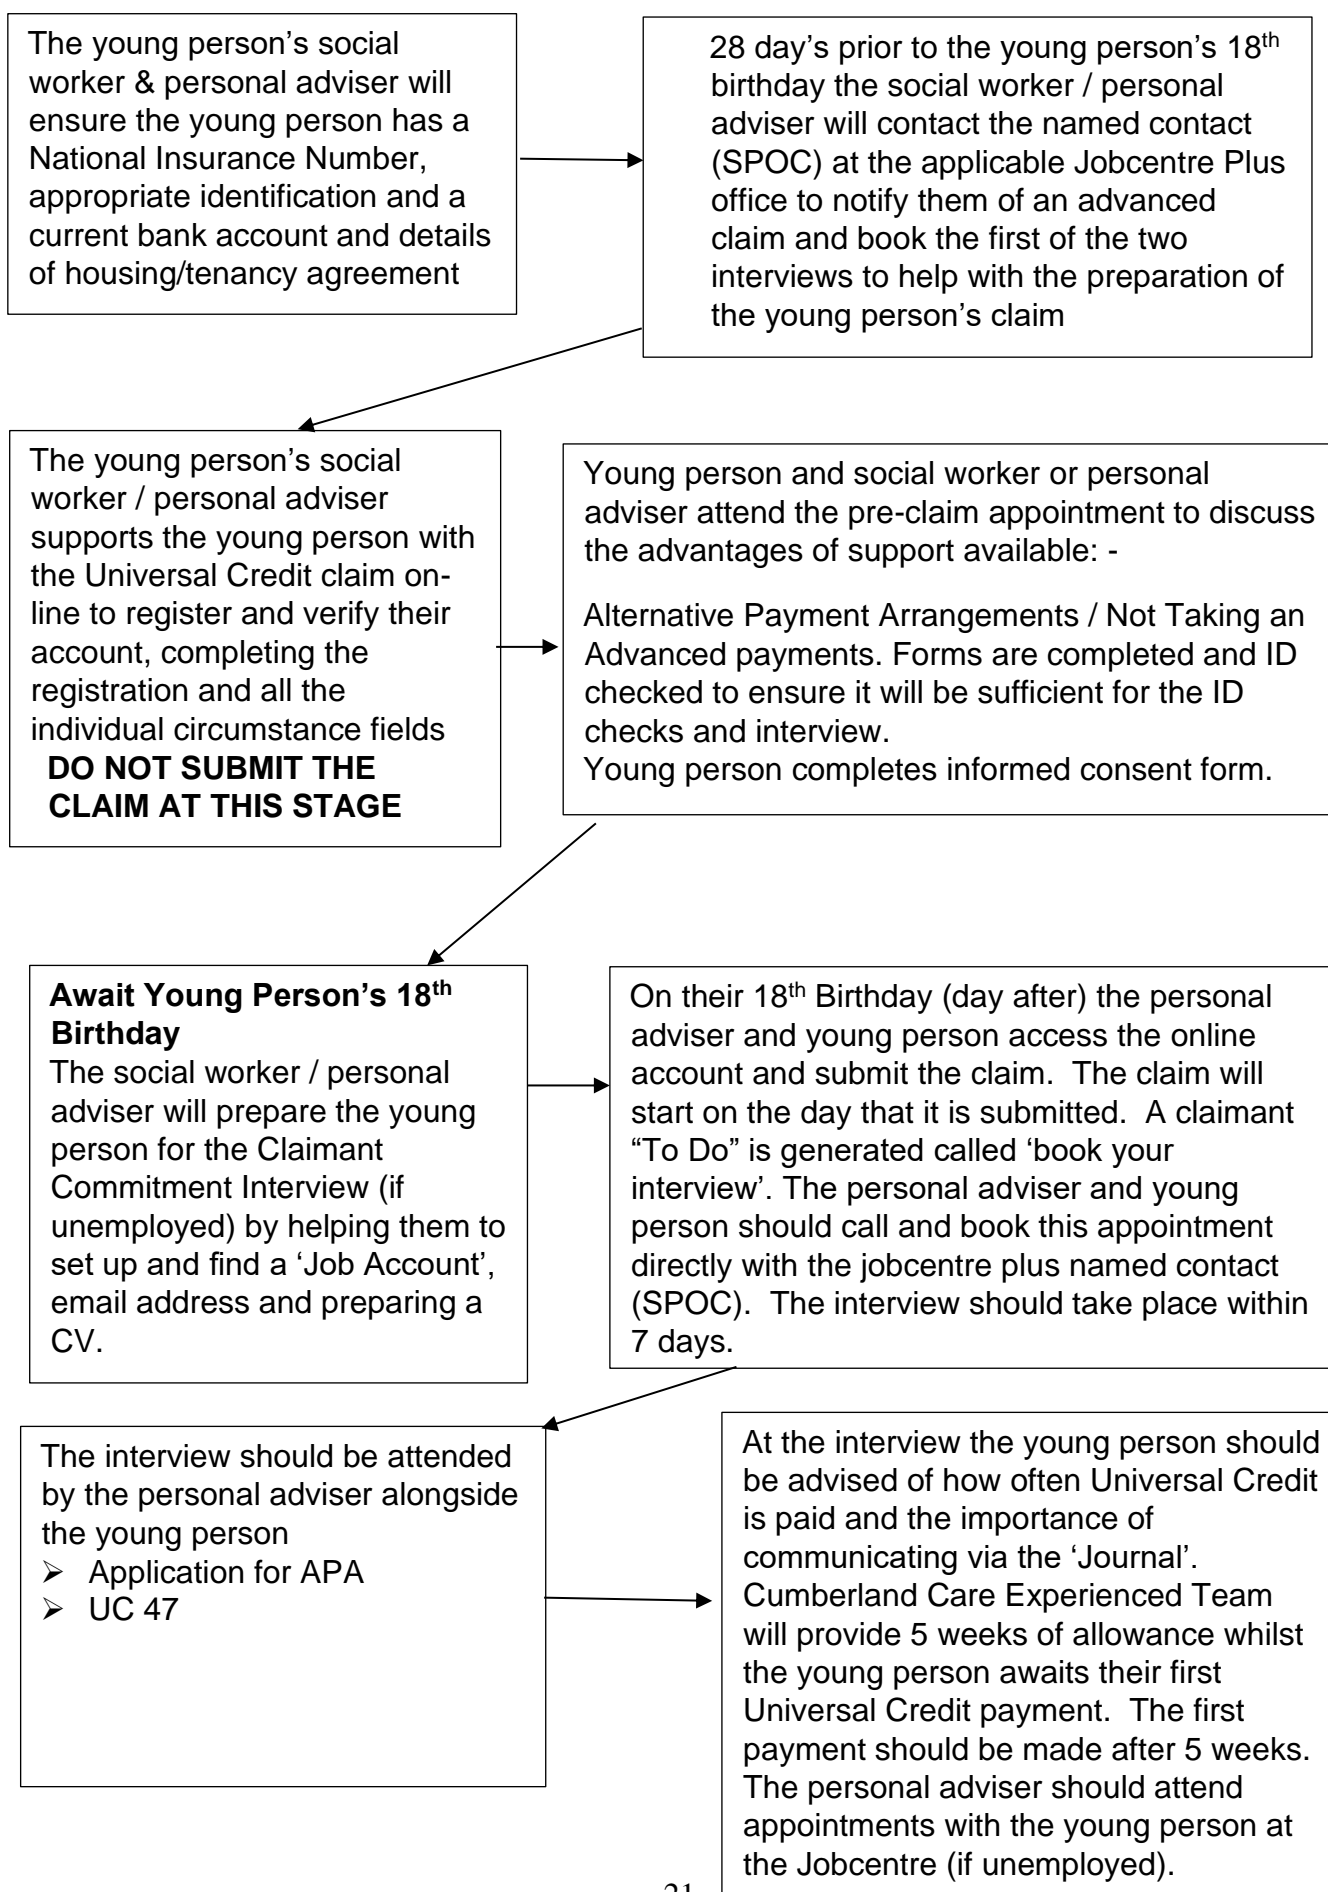 The young person’s social
worker & personal adviser will
ensure the young person has a
National Insurance Number,
appropriate identification and a
current bank account and details
of housing/tenancy agreement
28 day’s prior to the young person’s 18th
birthday the social worker / personal
adviser will contact the named contact
(SPOC) at the applicable Jobcentre Plus
office to notify them of an advanced
claim and book the first of the two
interviews to help with the preparation of
the young person’s claim
The young person’s social
worker / personal adviser
supports the young person with
the Universal Credit claim on-
line to register and verify their
account, completing the
registration and all the
individual circumstance fields
DO NOT SUBMIT THE
CLAIM AT THIS STAGE
Young person and social worker or personal
adviser attend the pre-claim appointment to discuss
the advantages of support available: -
Alternative Payment Arrangements / Not Taking an
Advanced payments. Forms are completed and ID
checked to ensure it will be sufficient for the ID
checks and interview.
Young person completes informed consent form.
Await Young Person’s 18th
Birthday
The social worker / personal
adviser will prepare the young
person for the Claimant
Commitment Interview (if
unemployed) by helping them to
set up and find a ‘Job Account’,
email address and preparing a
CV.
On their 18th Birthday (day after) the personal
adviser and young person access the online
account and submit the claim.  The claim will
start on the day that it is submitted.  A claimant
“To Do” is generated called ‘book your
interview’. The personal adviser and young
person should call and book this appointment
directly with the jobcentre plus named contact
(SPOC).  The interview should take place within
7 days.
The interview should be attended
by the personal adviser alongside
the young person
➢ Application for APA
➢ UC 47
At the interview the young person should
be advised of how often Universal Credit
is paid and the importance of
communicating via the ‘Journal’.
Cumberland Care Experienced Team
will provide 5 weeks of allowance whilst
the young person awaits their first
Universal Credit payment.  The first
payment should be made after 5 weeks.
The personal adviser should attend
appointments with the young person at
the Jobcentre (if unemployed).